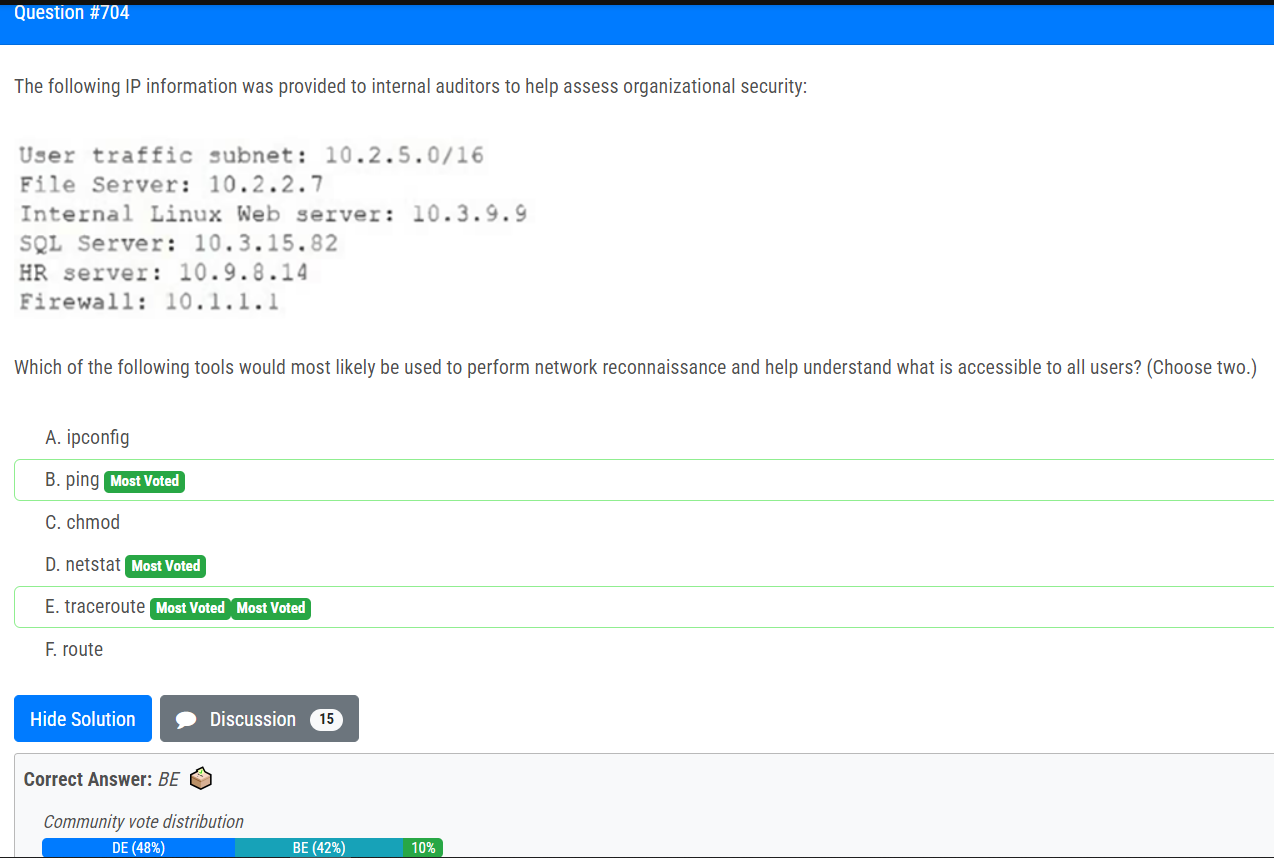 Question #704
The following IP information was provided to internal auditors to help assess organizational security:
User traffic subnet: 10.2.5.0/16
File Server: 10.2.2.7
Internal Linux Web server: 10.3.9.9
SQL Server: 10.3.15.82
HR server: 10.9.8.14
Firewall: 10.1.1.1
Which of the following tools would most likely be used to perform network reconnaissance and help understand what is accessible to all users? (Choose two.)
A. ipconfig
B. ping Most Voted
C. chmod
D. netstat Most Voted
E. traceroute Most Voted Most Voted
F. route
Hide Solution Discussion 15
Correct Answer: BE
Community vote distribution
DE (48%) BE (42%) 10%